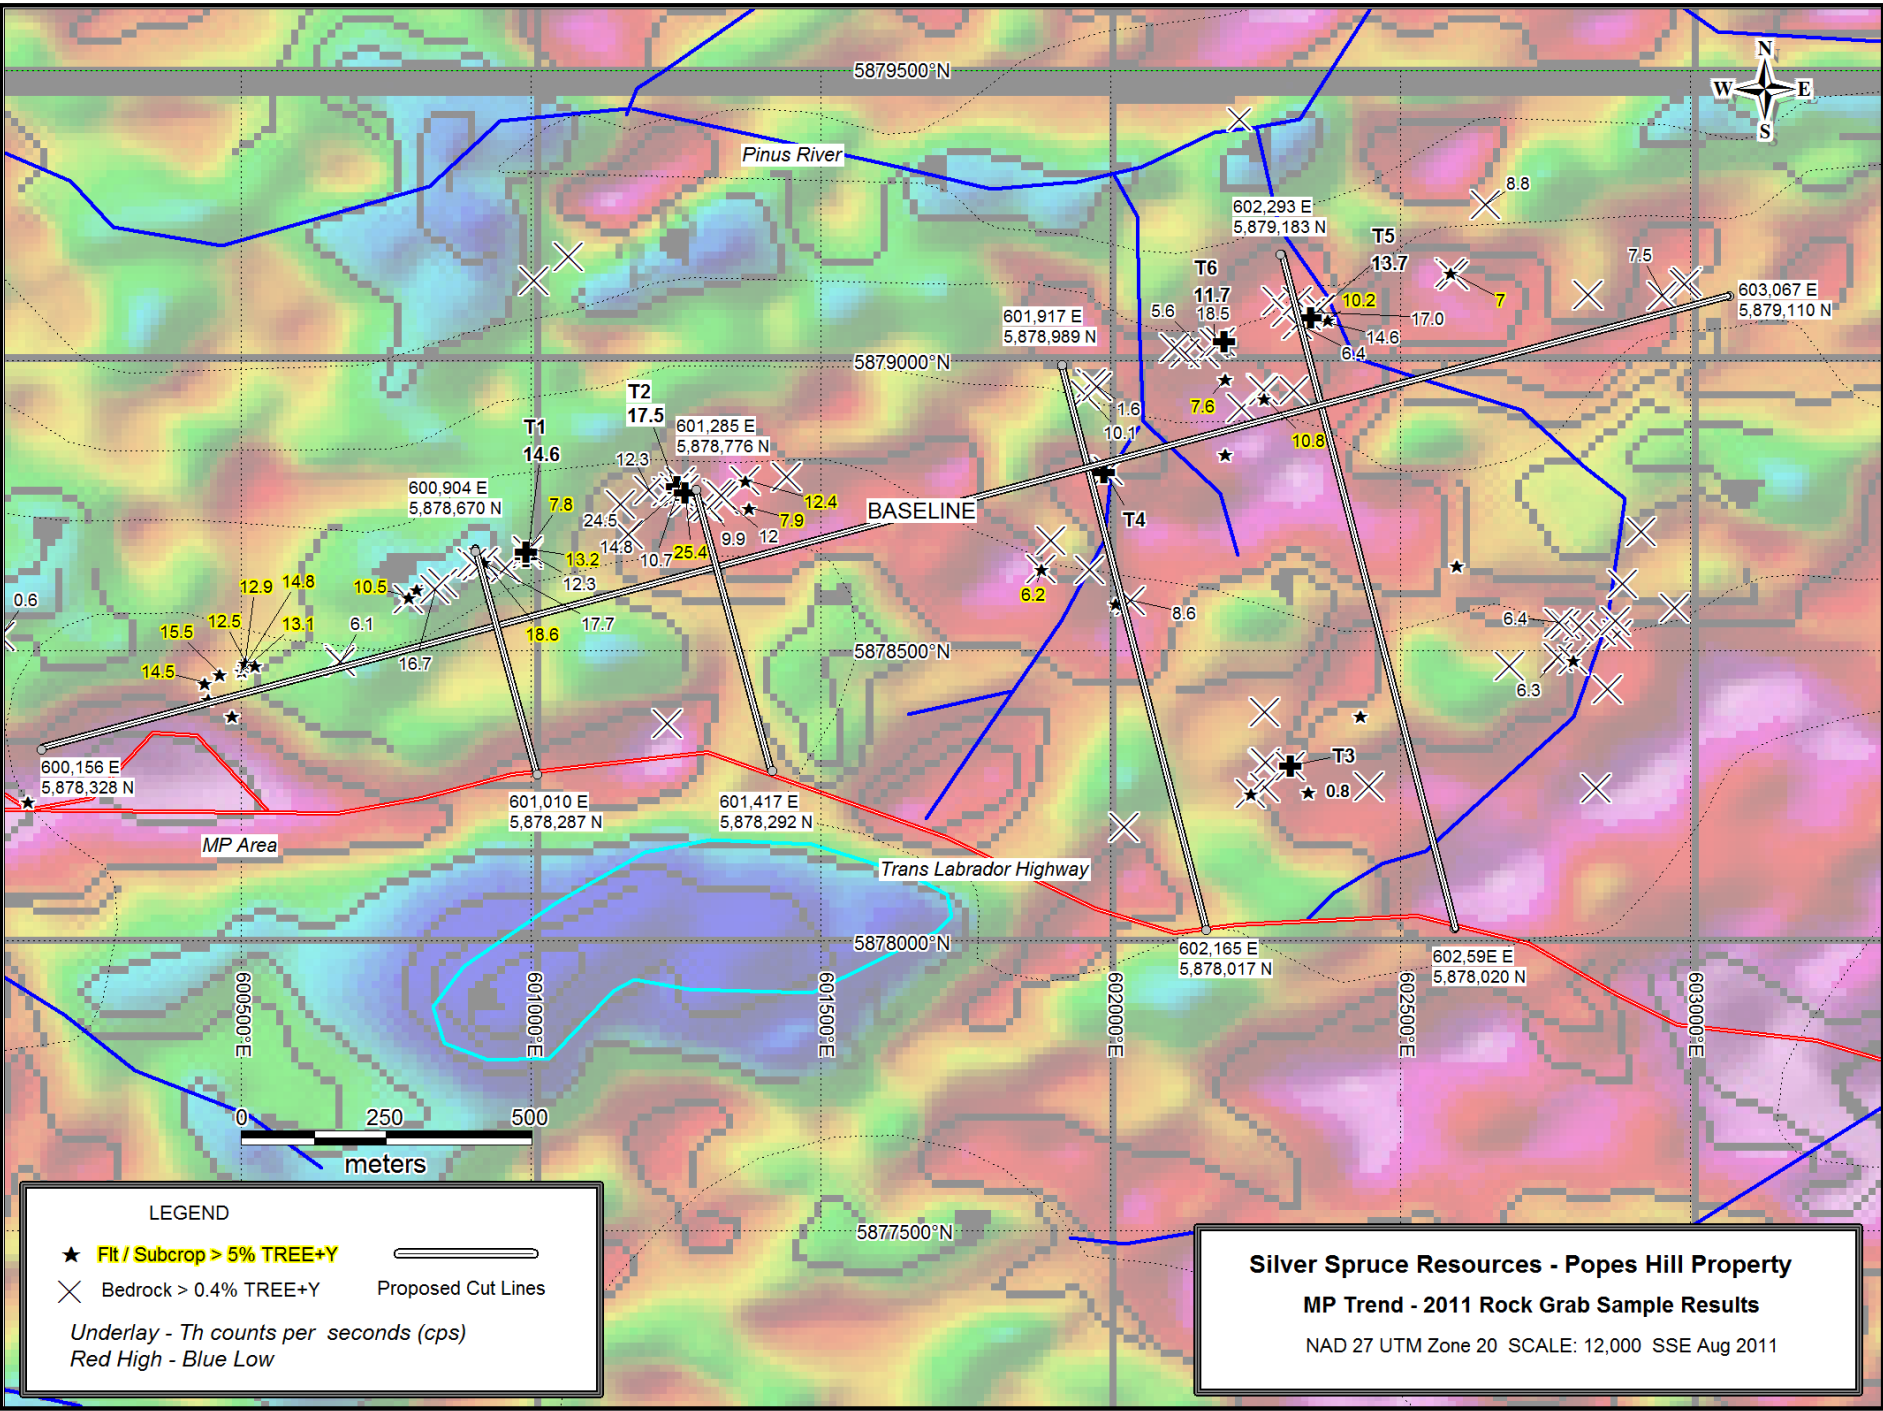 5879500°N
N
W E
S
Pinus River
8.8
602,293 E
5,879,183 N
T5
13.7
T6
11.7
18.5
7.5
10.2
7
603,067 E
5,879,110 N
601,917 E
5,878,989 N
5.6
17.0
14.6
6.4
5879000°N
T2
17.5
1.6
7.6
10.1
10.8
T1
14.6
601,285 E
5,878,776 N
12.3
600,904 E
5,878,670 N
7.8
12.4
BASELINE
24.5
7.9
T4
14.8
10.7
25.4
9.9
12
13.2
12.3
12.9
14.8
10.5
0.6
6.2
8.6
12.5
13.1
6.1
17.7
15.5
18.6
6.4
16.7
5878500°N
14.5
6.3
T3
600,156 E
5,878,328 N
0.8
601,010 E
5,878,287 N
601,417 E
5,878,292 N
MP Area
Trans Labrador Highway
5878000°N
602,165 E
5,878,017 N
602,59E E
5,878,020 N
600500°E
601000°E
601500°E
602000°E
602500°E
603000°E
0 250 500
meters
5877500°N
LEGEND
Flt / Subcrop > 5% TREE+Y
Bedrock > 0.4% TREE+Y
Proposed Cut Lines
Underlay - Th counts per seconds (cps)
Red High - Blue Low
Silver Spruce Resources - Popes Hill Property
MP Trend - 2011 Rock Grab Sample Results
NAD 27 UTM Zone 20 SCALE: 12,000 SSE Aug 2011